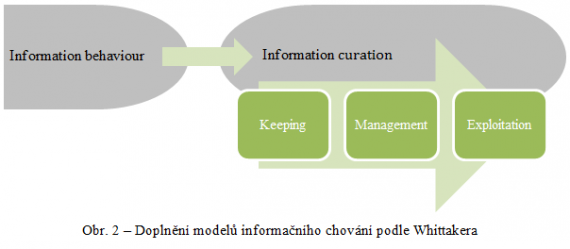 Information behaviour
Information curation
Keeping
Management
Exploitation
Obr. 2 – Doplnění modelů informačního chování podle Whittakera